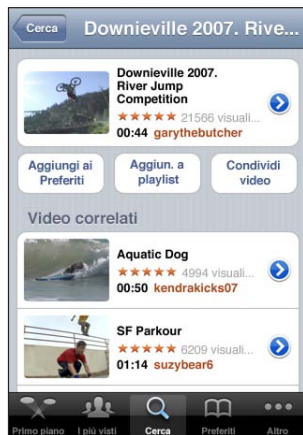 Cerca
Downieville 2007. Rive...
Downieville 2007.
River Jump
Competition
21566 visuali...
00:44 garythebutcher
Aggiungi ai
Preferiti
Aggiun. a
playlist
Condividi
video
Video correlati
Aquatic Dog
4994 visuali...
00:50 kendrakicks07
SF Parkour
6209 visuali...
01:14 suzybear6
Primo piano
I più visti
Cerca
Preferiti
Altro